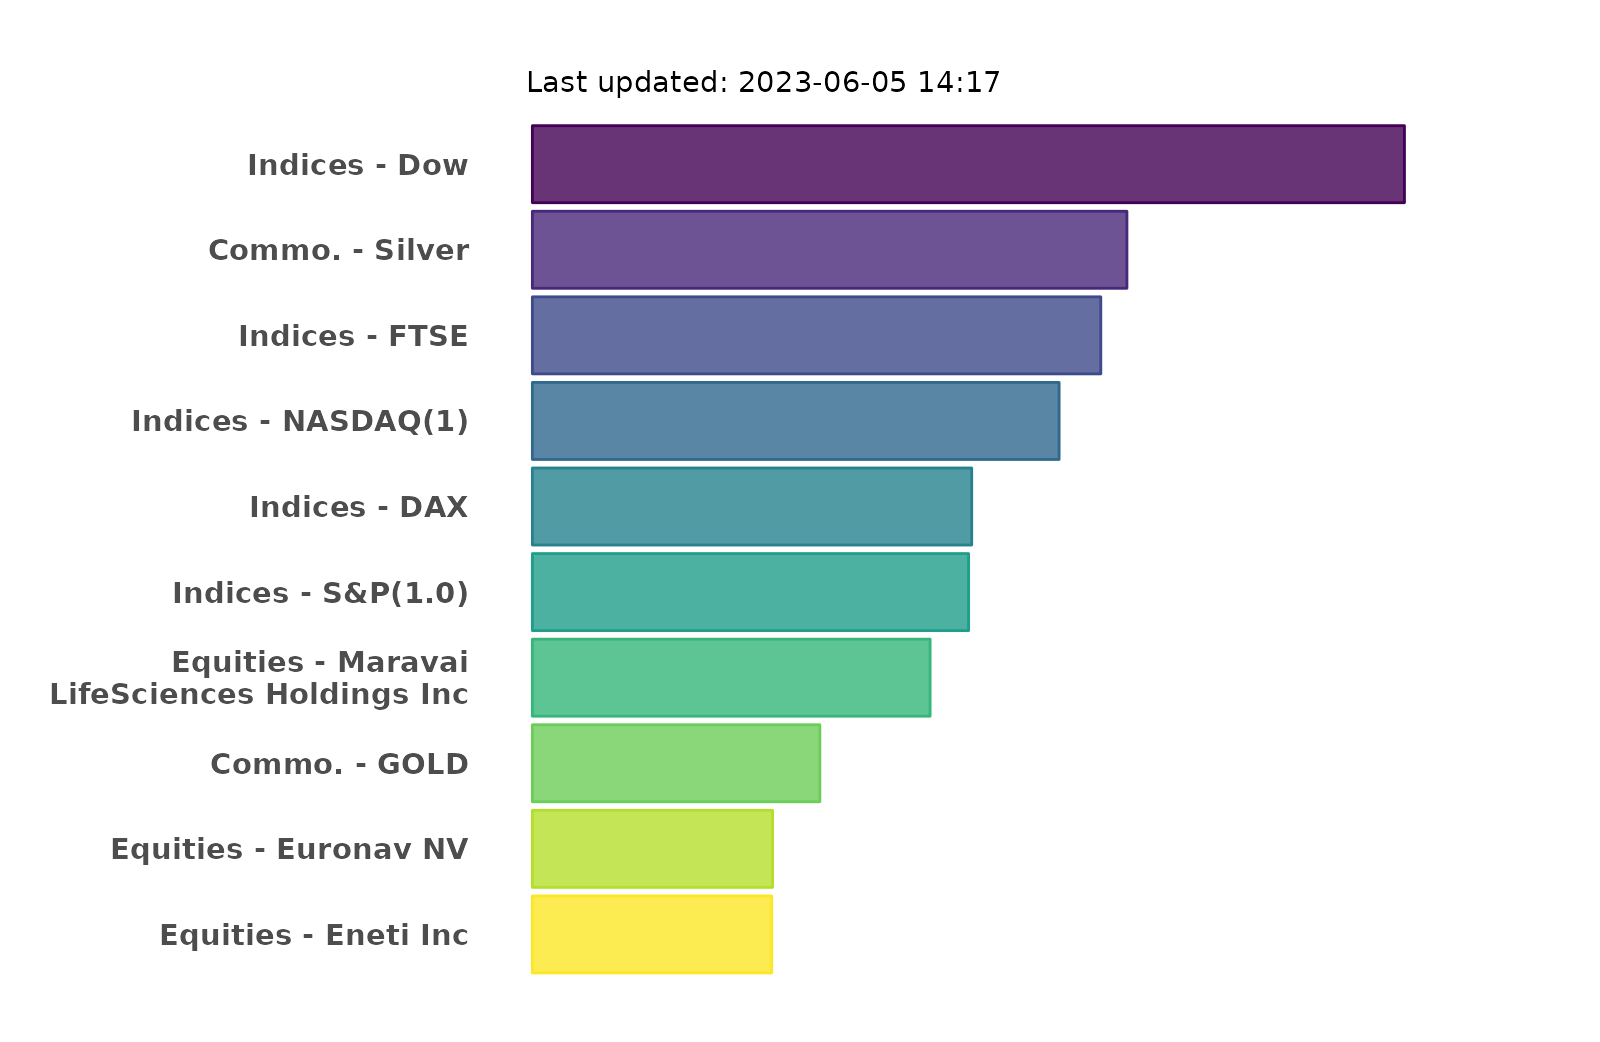 Last updated: 2023-06-05 14:17
Indices - Dow
Commo. - Silver
Indices - FTSE
Indices - NASDAQ(1)
Indices - DAX
Indices - S&P(1.0)
Equities - Maravai
LifeSciences Holdings Inc
Commo. - GOLD
Equities - Euronav NV
Equities - Eneti Inc